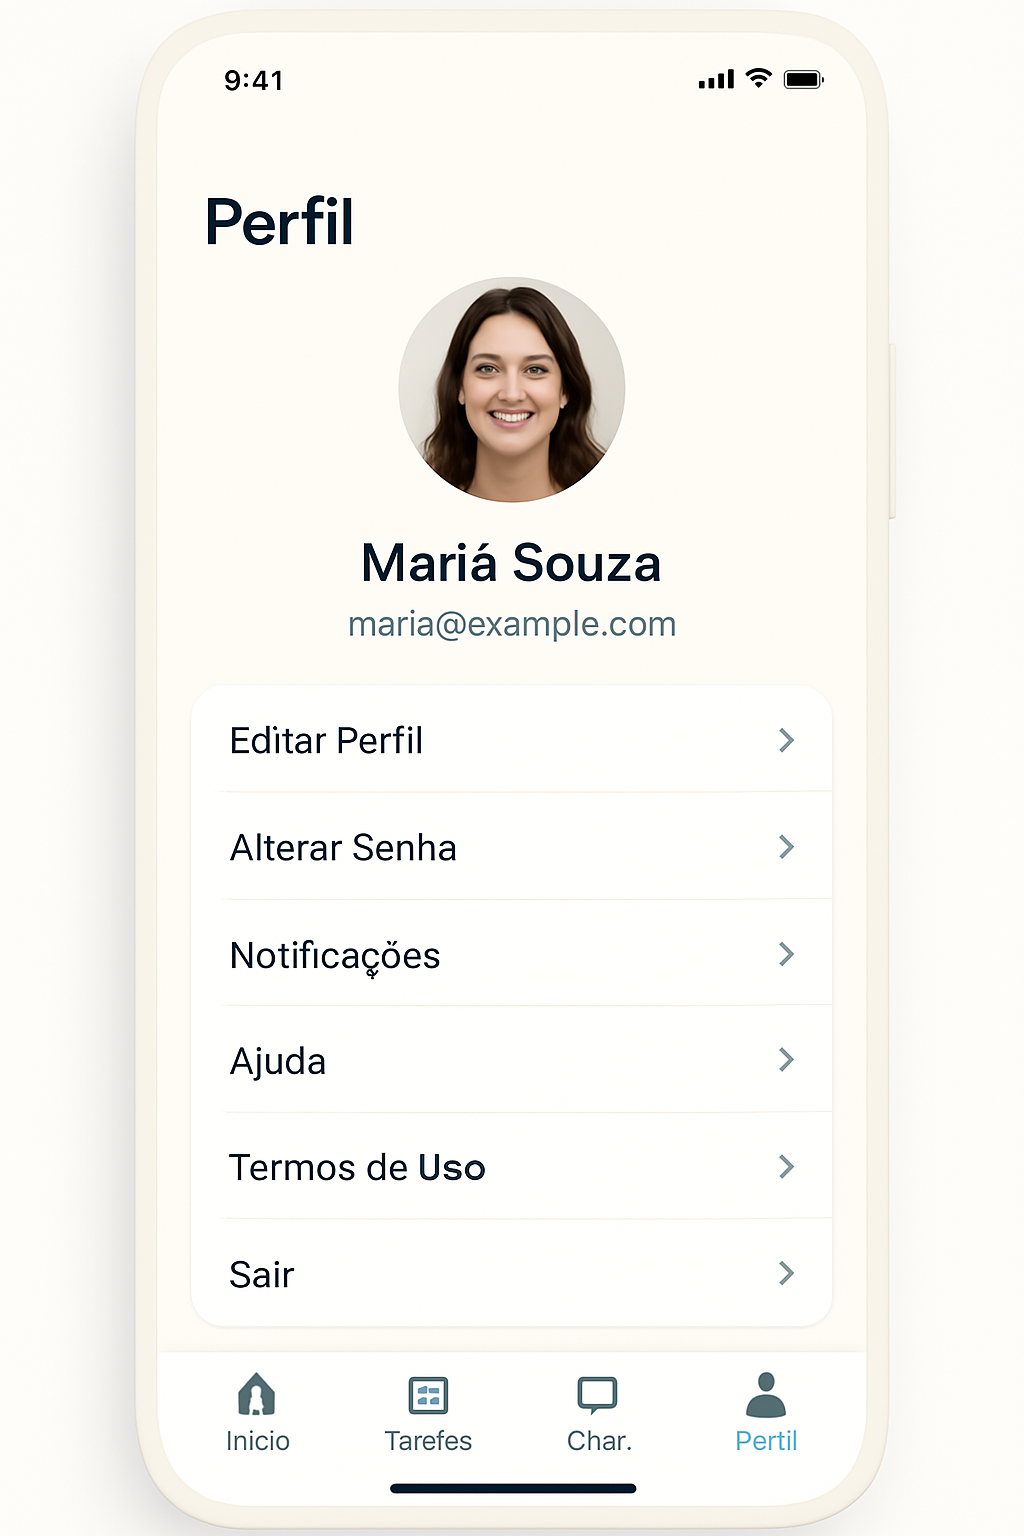 9:41
Perfil
Mariá Souza
maria@example.com
Editar Perfil
Alterar Senha
Notificações
Ajuda
Termos de Uso
Sair
Inicio
Tarefes
Char.
Pertil